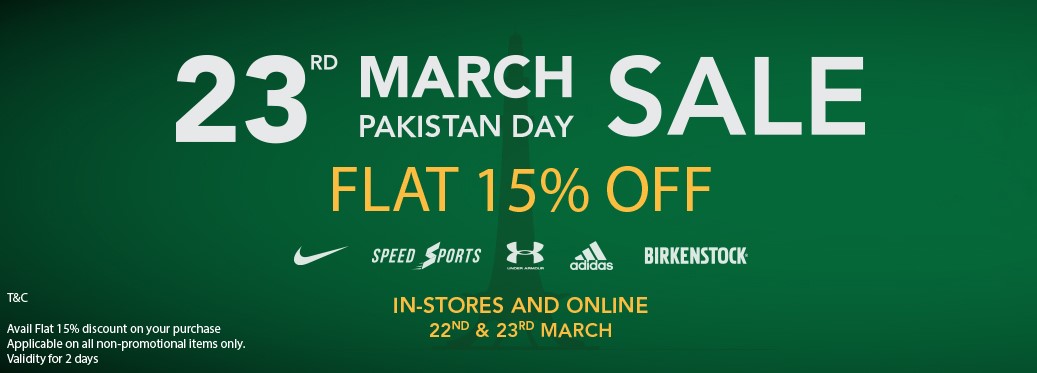 23RD MARCH SALE
PAKISTAN DAY
FLAT 15% OFF
SPEED SPORTS UNDER ARMOUR adidas BIRKENSTOCK
IN-STORES AND ONLINE
22ND & 23RD MARCH
T&C
Avail Flat 15% discount on your purchase
Applicable on all non-promotional items only.
Validity for 2 days